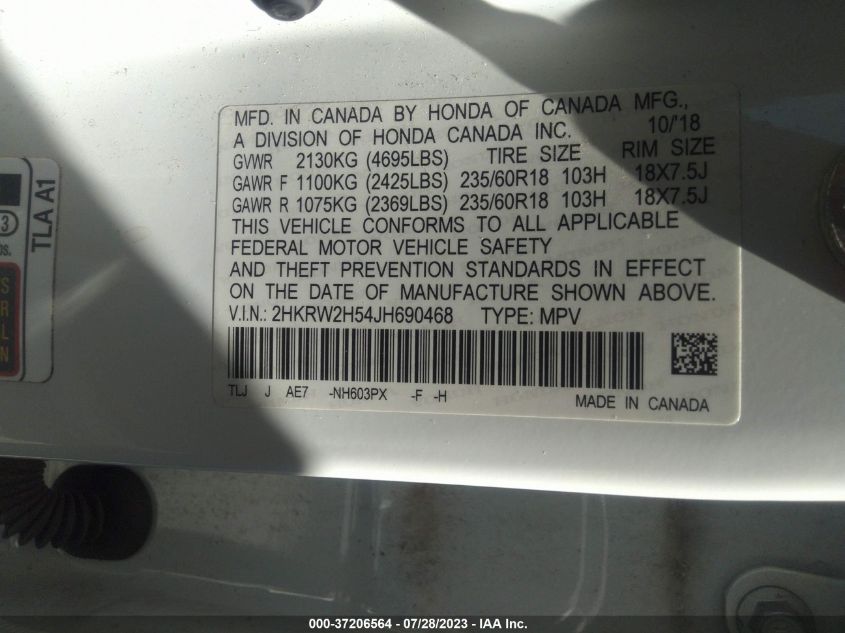 MFD. IN CANADA BY HONDA OF CANADA MFG.,
A DIVISION OF HONDA CANADA INC. 10/'18
GVWR 2130KG (4695LBS) TIRE SIZE RIM SIZE
GAWR F 1100KG (2425LBS) 235/60R18 103H 18X7.5J
GAWR R 1075KG (2369LBS) 235/60R18 103H 18X7.5J
THIS VEHICLE CONFORMS TO ALL APPLICABLE
FEDERAL MOTOR VEHICLE SAFETY
AND THEFT PREVENTION STANDARDS IN EFFECT
ON THE DATE OF MANUFACTURE SHOWN ABOVE.
V.I.N.: 2HKRW2H54JH690468 TYPE: MPV
TLJ J AE7 -NH603PX -F -H
MADE IN CANADA
TLA A1
3
000-37206564 / 07/28/2023 - IAA Inc.